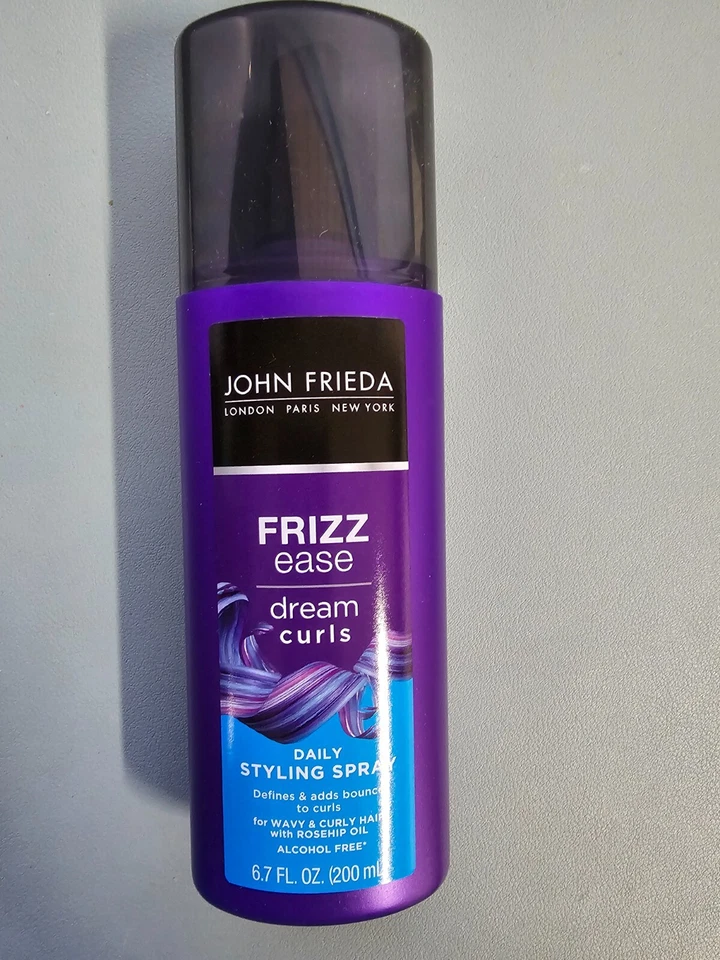 JOHN FRIEDA
LONDON PARIS NEW YORK
FRIZZ
ease
dream
curls
DAILY
STYLING SPRAY
Defines & adds bounce
to curls
for WAVY & CURLY HAIR
with ROSEHIP OIL
ALCOHOL FREE*
6.7 FL. OZ. (200 mL)